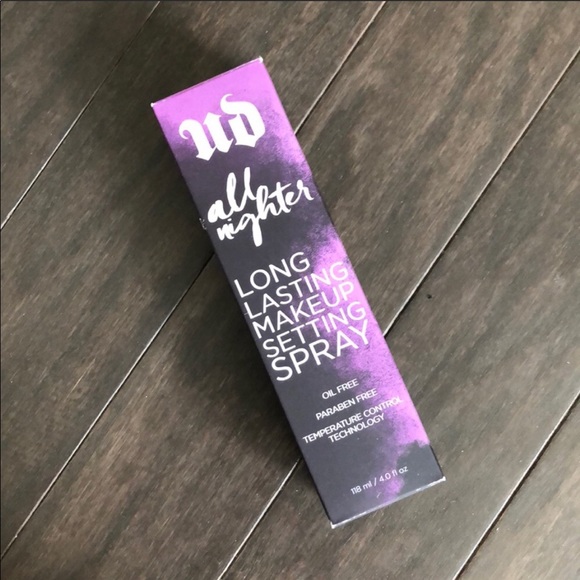 UD
all
nighter
LONG
LASTING
MAKEUP
SETTING
SPRAY
OIL FREE
PARABEN FREE
TEMPERATURE CONTROL
TECHNOLOGY
118 ml / 4.0 fl oz